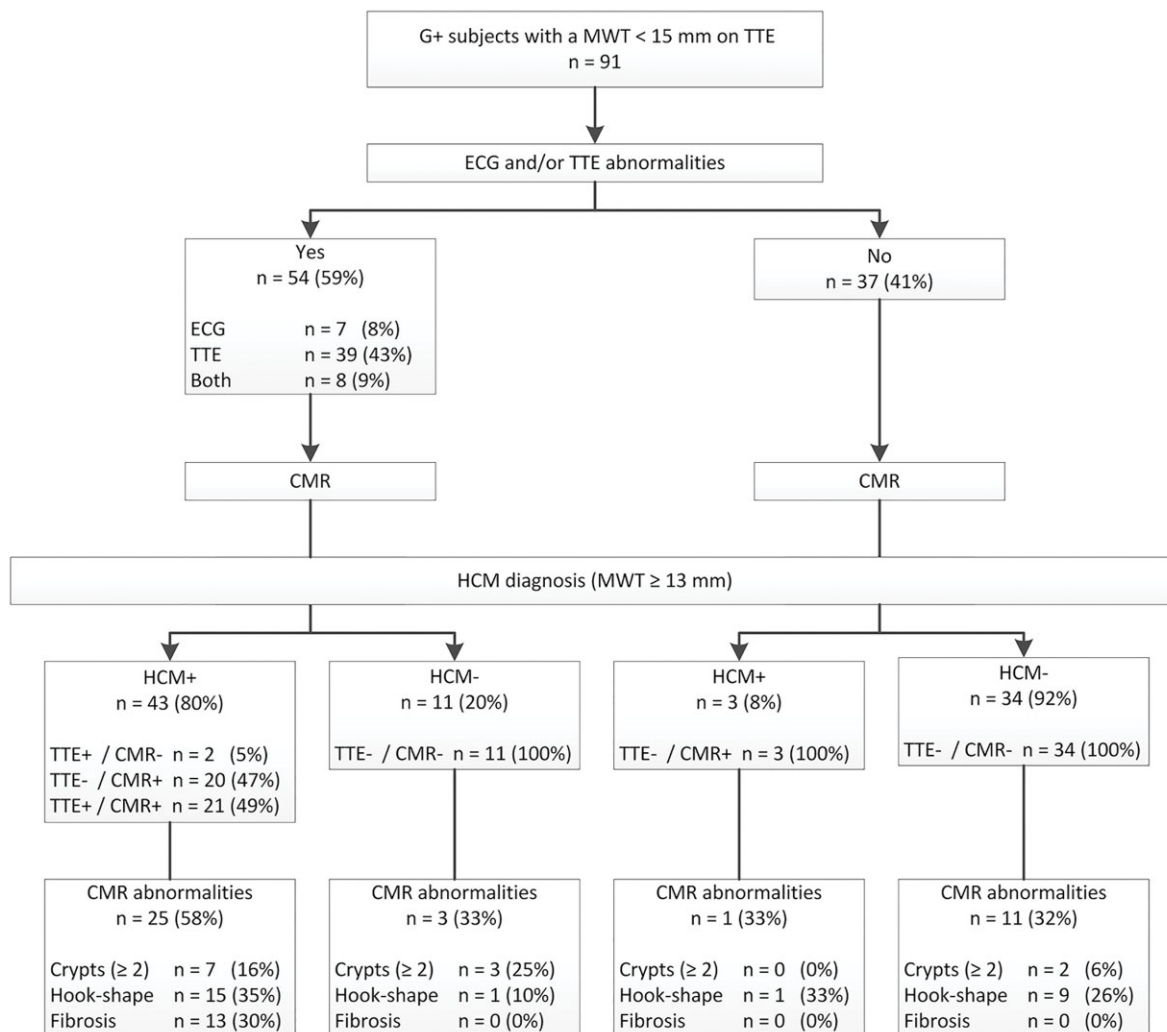 G+ subjects with a MWT < 15 mm on TTE
n = 91
ECG and/or TTE abnormalities
Yes
n = 54 (59%)
ECG n = 7 (8%)
TTE n = 39 (43%)
Both n = 8 (9%)
No
n = 37 (41%)
CMR
CMR
HCM diagnosis (MWT ≥ 13 mm)
HCM+
n = 43 (80%)
TTE+ / CMR- n = 2 (5%)
TTE- / CMR+ n = 20 (47%)
TTE+ / CMR+ n = 21 (49%)
HCM-
n = 11 (20%)
TTE- / CMR- n = 11 (100%)
HCM+
n = 3 (8%)
TTE- / CMR+ n = 3 (100%)
HCM-
n = 34 (92%)
TTE- / CMR- n = 34 (100%)
CMR abnormalities
n = 25 (58%)
Crypts (≥ 2) n = 7 (16%)
Hook-shape n = 15 (35%)
Fibrosis n = 13 (30%)
CMR abnormalities
n = 3 (33%)
Crypts (≥ 2) n = 3 (25%)
Hook-shape n = 1 (10%)
Fibrosis n = 0 (0%)
CMR abnormalities
n = 1 (33%)
Crypts (≥ 2) n = 0 (0%)
Hook-shape n = 1 (33%)
Fibrosis n = 0 (0%)
CMR abnormalities
n = 11 (32%)
Crypts (≥ 2) n = 2 (6%)
Hook-shape n = 9 (26%)
Fibrosis n = 0 (0%)